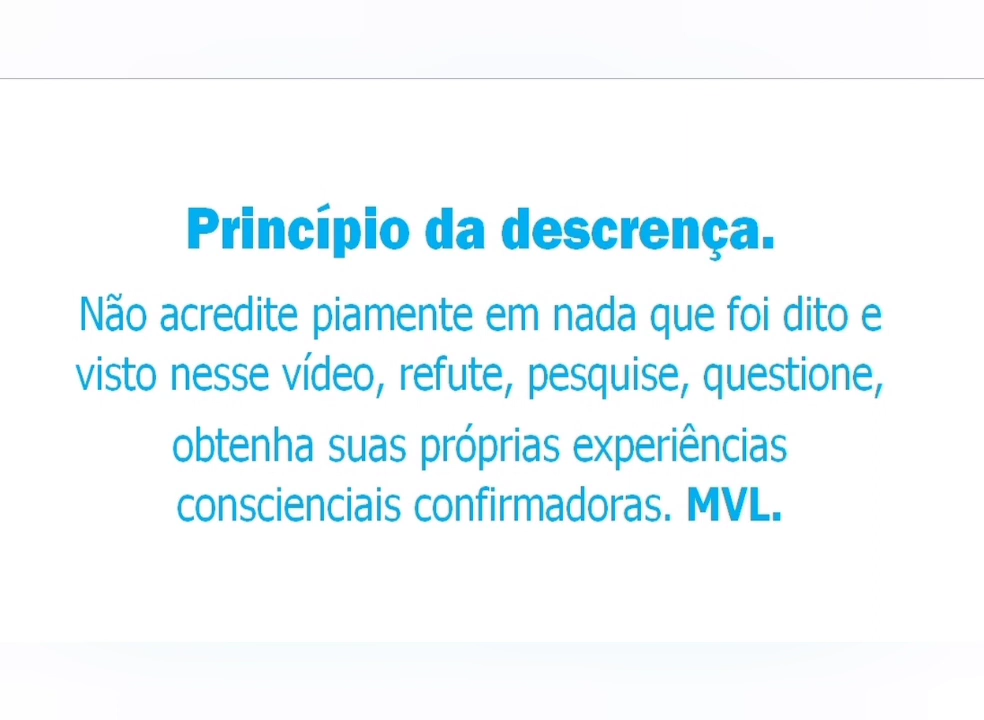 Princípio da descrença.
Não acredite piamente em nada que foi dito e
visto nesse vídeo, refute, pesquise, questione,
obtenha suas próprias experiências
conscienciais confirmadoras. MVL.